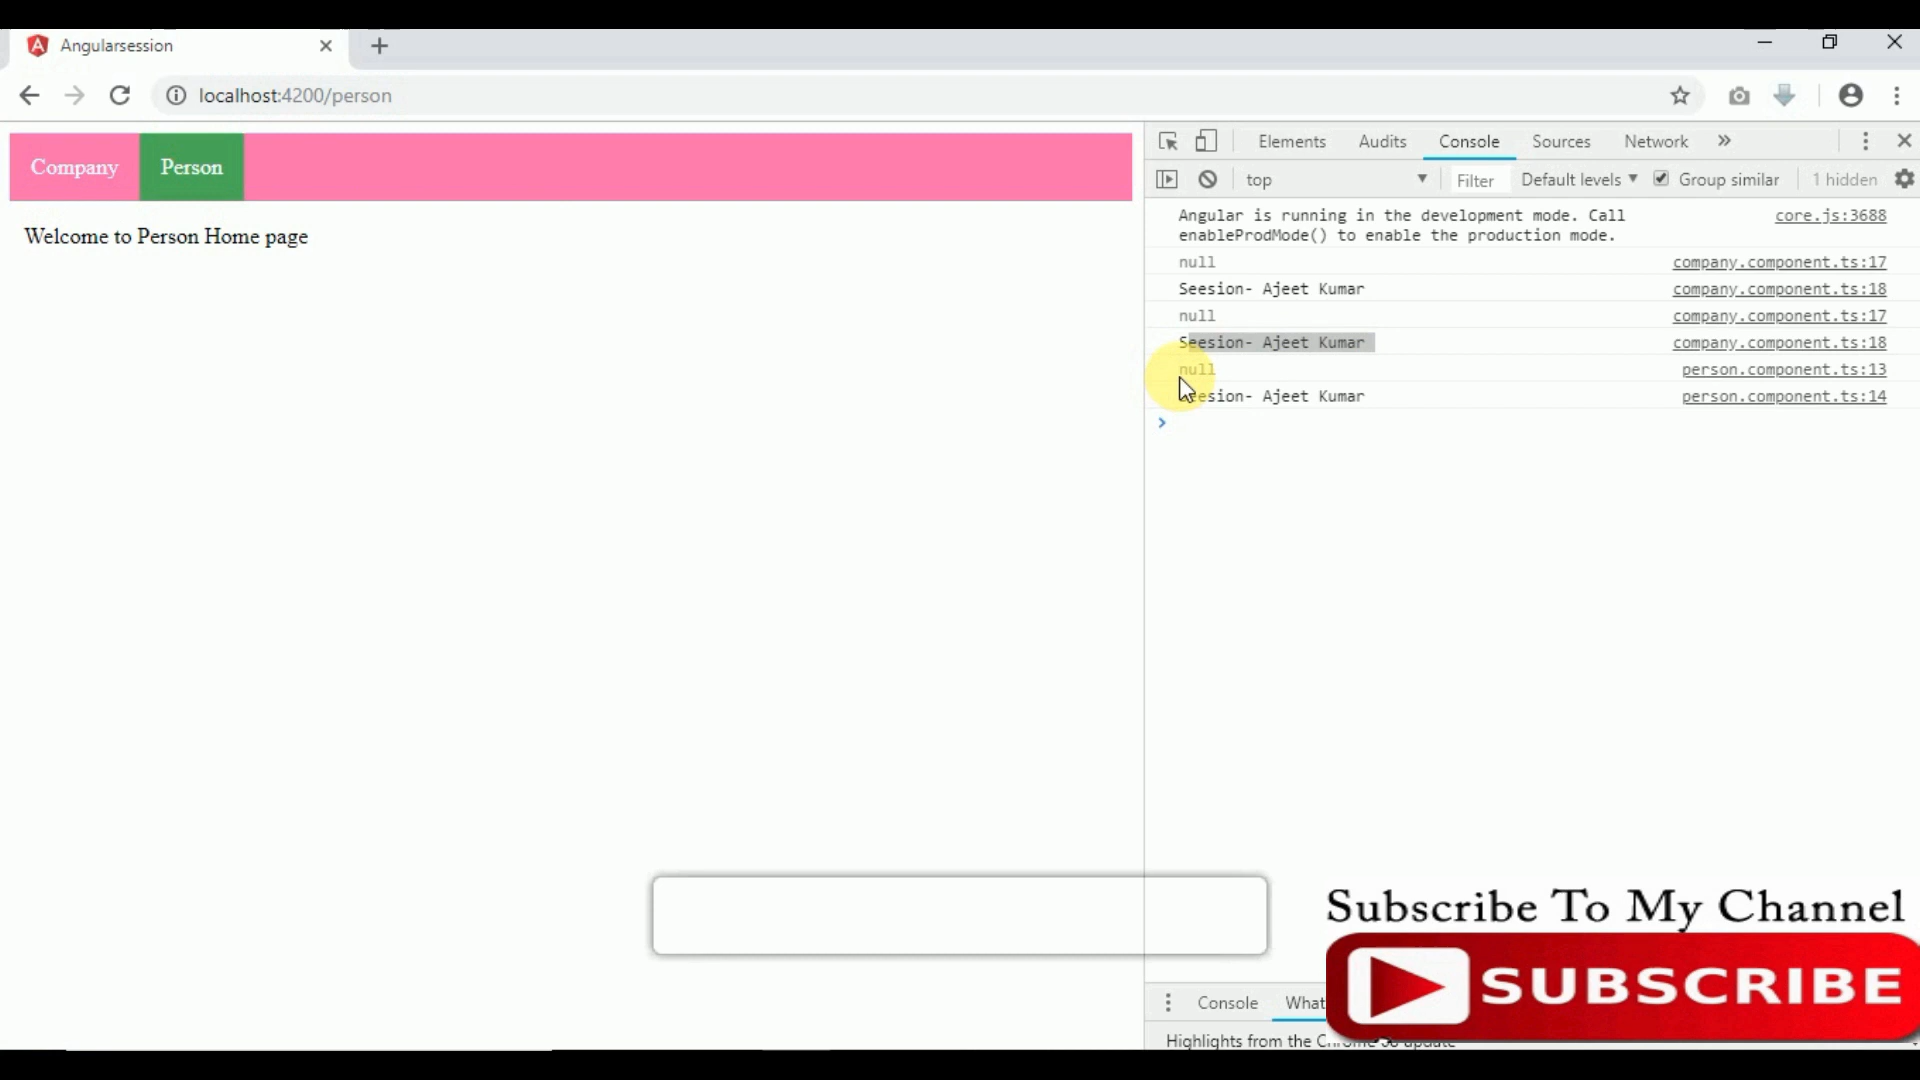 Angularsession
localhost:4200/person
Company Person
Welcome to Person Home page
Elements Audits Console Sources Network
top Filter Default levels Group similar 1 hidden
Angular is running in the development mode. Call core.js:3688
enableProdMode() to enable the production mode.
null company.component.ts:17
Seesion- Ajeet Kumar company.component.ts:18
null company.component.ts:17
Seesion- Ajeet Kumar company.component.ts:18
null person.component.ts:13
Seesion- Ajeet Kumar person.component.ts:14
Subscribe To My Channel
SUBSCRIBE
Console What
Highlights from the Chrome update